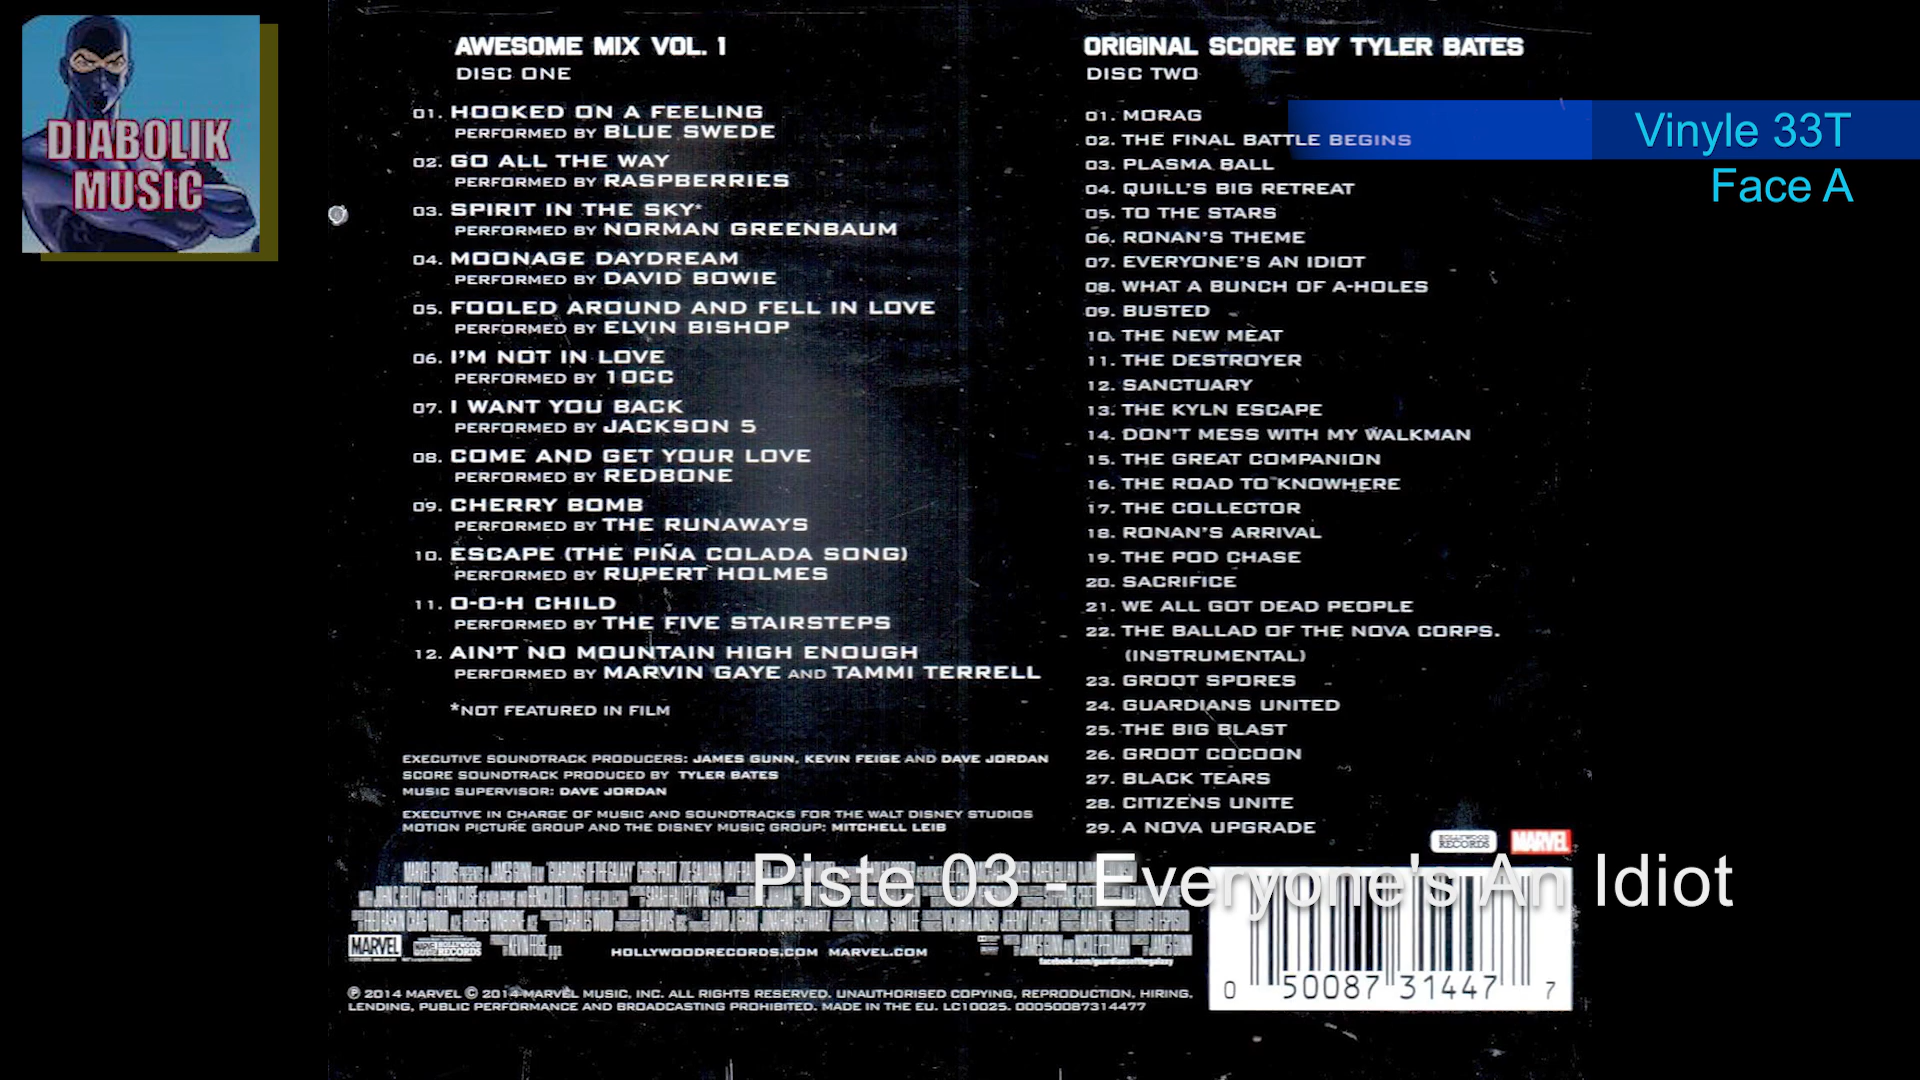 DIABOLIK
MUSIC
AWESOME MIX VOL. 1
DISC ONE
01. HOOKED ON A FEELING
PERFORMED BY BLUE SWEDE
02. GO ALL THE WAY
PERFORMED BY RASPBERRIES
03. SPIRIT IN THE SKY*
PERFORMED BY NORMAN GREENBAUM
04. MOONAGE DAYDREAM
PERFORMED BY DAVID BOWIE
05. FOOLED AROUND AND FELL IN LOVE
PERFORMED BY ELVIN BISHOP
06. I'M NOT IN LOVE
PERFORMED BY 10CC
07. I WANT YOU BACK
PERFORMED BY JACKSON 5
08. COME AND GET YOUR LOVE
PERFORMED BY REDBONE
09. CHERRY BOMB
PERFORMED BY THE RUNAWAYS
10. ESCAPE (THE PIÑA COLADA SONG)
PERFORMED BY RUPERT HOLMES
11. O-O-H CHILD
PERFORMED BY THE FIVE STAIRSTEPS
12. AIN'T NO MOUNTAIN HIGH ENOUGH
PERFORMED BY MARVIN GAYE AND TAMMI TERRELL
*NOT FEATURED IN FILM
EXECUTIVE SOUNDTRACK PRODUCERS: JAMES GUNN, KEVIN FEIGE AND DAVE JORDAN
SCORE SOUNDTRACK PRODUCED BY TYLER BATES
MUSIC SUPERVISOR: DAVE JORDAN
EXECUTIVE IN CHARGE OF MUSIC AND SOUNDTRACKS FOR THE WALT DISNEY STUDIOS
MOTION PICTURE GROUP AND THE DISNEY MUSIC GROUP: MITCHELL LEIB
ORIGINAL SCORE BY TYLER BATES
DISC TWO
01. MORAG
02. THE FINAL BATTLE BEGINS
03. PLASMA BALL
04. QUILL'S BIG RETREAT
05. TO THE STARS
06. RONAN'S THEME
07. EVERYONE'S AN IDIOT
08. WHAT A BUNCH OF A-HOLES
09. BUSTED
10. THE NEW MEAT
11. THE DESTROYER
12. SANCTUARY
13. THE KYLN ESCAPE
14. DON'T MESS WITH MY WALKMAN
15. THE GREAT COMPANION
16. THE ROAD TO KNOWHERE
17. THE COLLECTOR
18. RONAN'S ARRIVAL
19. THE POD CHASE
20. SACRIFICE
21. WE ALL GOT DEAD PEOPLE
22. THE BALLAD OF THE NOVA CORPS.
(INSTRUMENTAL)
23. GROOT SPORES
24. GUARDIANS UNITED
25. THE BIG BLAST
26. GROOT COCOON
27. BLACK TEARS
28. CITIZENS UNITE
29. A NOVA UPGRADE
Vinyle 33T
Face A
HOLLYWOOD
RECORDS
MARVEL
Piste 03 - Everyone's An Idiot
MARVEL
HOLLYWOODRECORDS.COM MARVEL.COM
facebook.com/guardiansofthegalaxy
℗ 2014 MARVEL © 2014 MARVEL MUSIC, INC. ALL RIGHTS RESERVED. UNAUTHORISED COPYING, REPRODUCTION, HIRING,
LENDING, PUBLIC PERFORMANCE AND BROADCASTING PROHIBITED. MADE IN THE EU. LC10025. 00050087314477
0 50087 31447 7